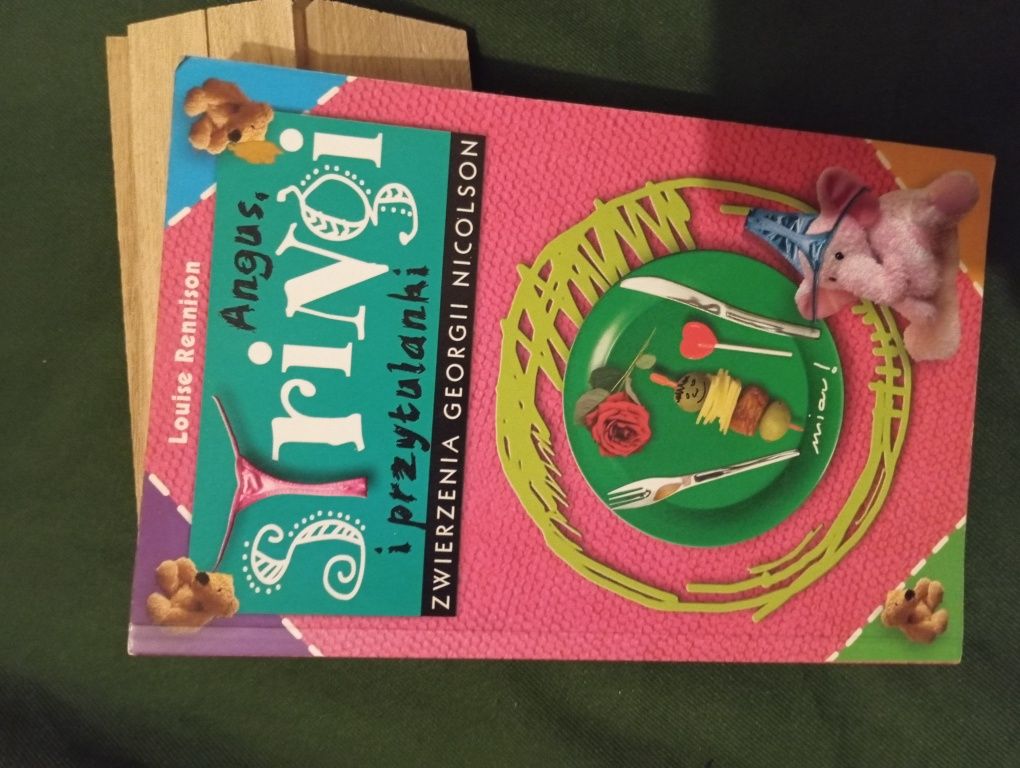 Louise Rennison
Angus,
sTriNgi
i przytulanki
ZWIERZENIA GEORGII NICOLSON
miau!